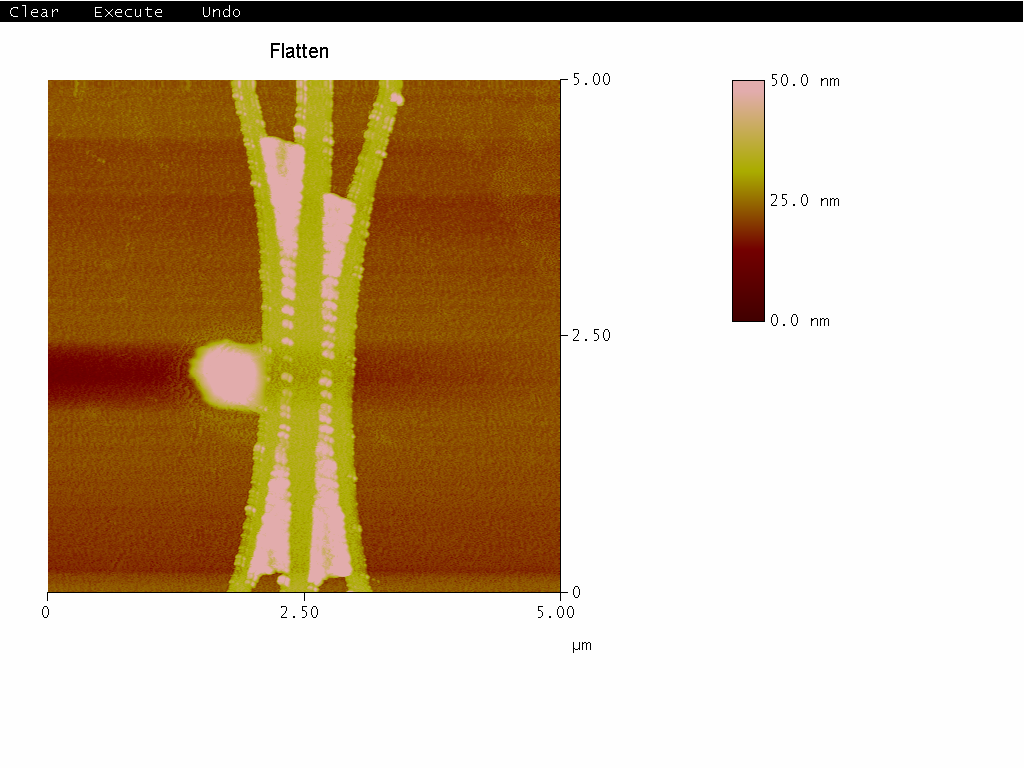 Clear Execute Undo
Flatten
5.00
50.0 nm
25.0 nm
0.0 nm
2.50
0
0 2.50 5.00
µm